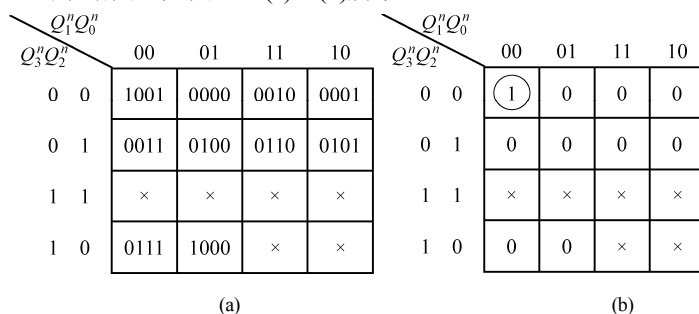 Q₁ⁿQ₀ⁿ
Q₃ⁿQ₂ⁿ
00 01 11 10
0 0 1001 0000 0010 0001
0 1 0011 0100 0110 0101
1 1 × × × ×
1 0 0111 1000 × ×
(a)
Q₁ⁿQ₀ⁿ
Q₃ⁿQ₂ⁿ
00 01 11 10
0 0 1 0 0 0
0 1 0 0 0 0
1 1 × × × ×
1 0 0 0 × ×
(b)